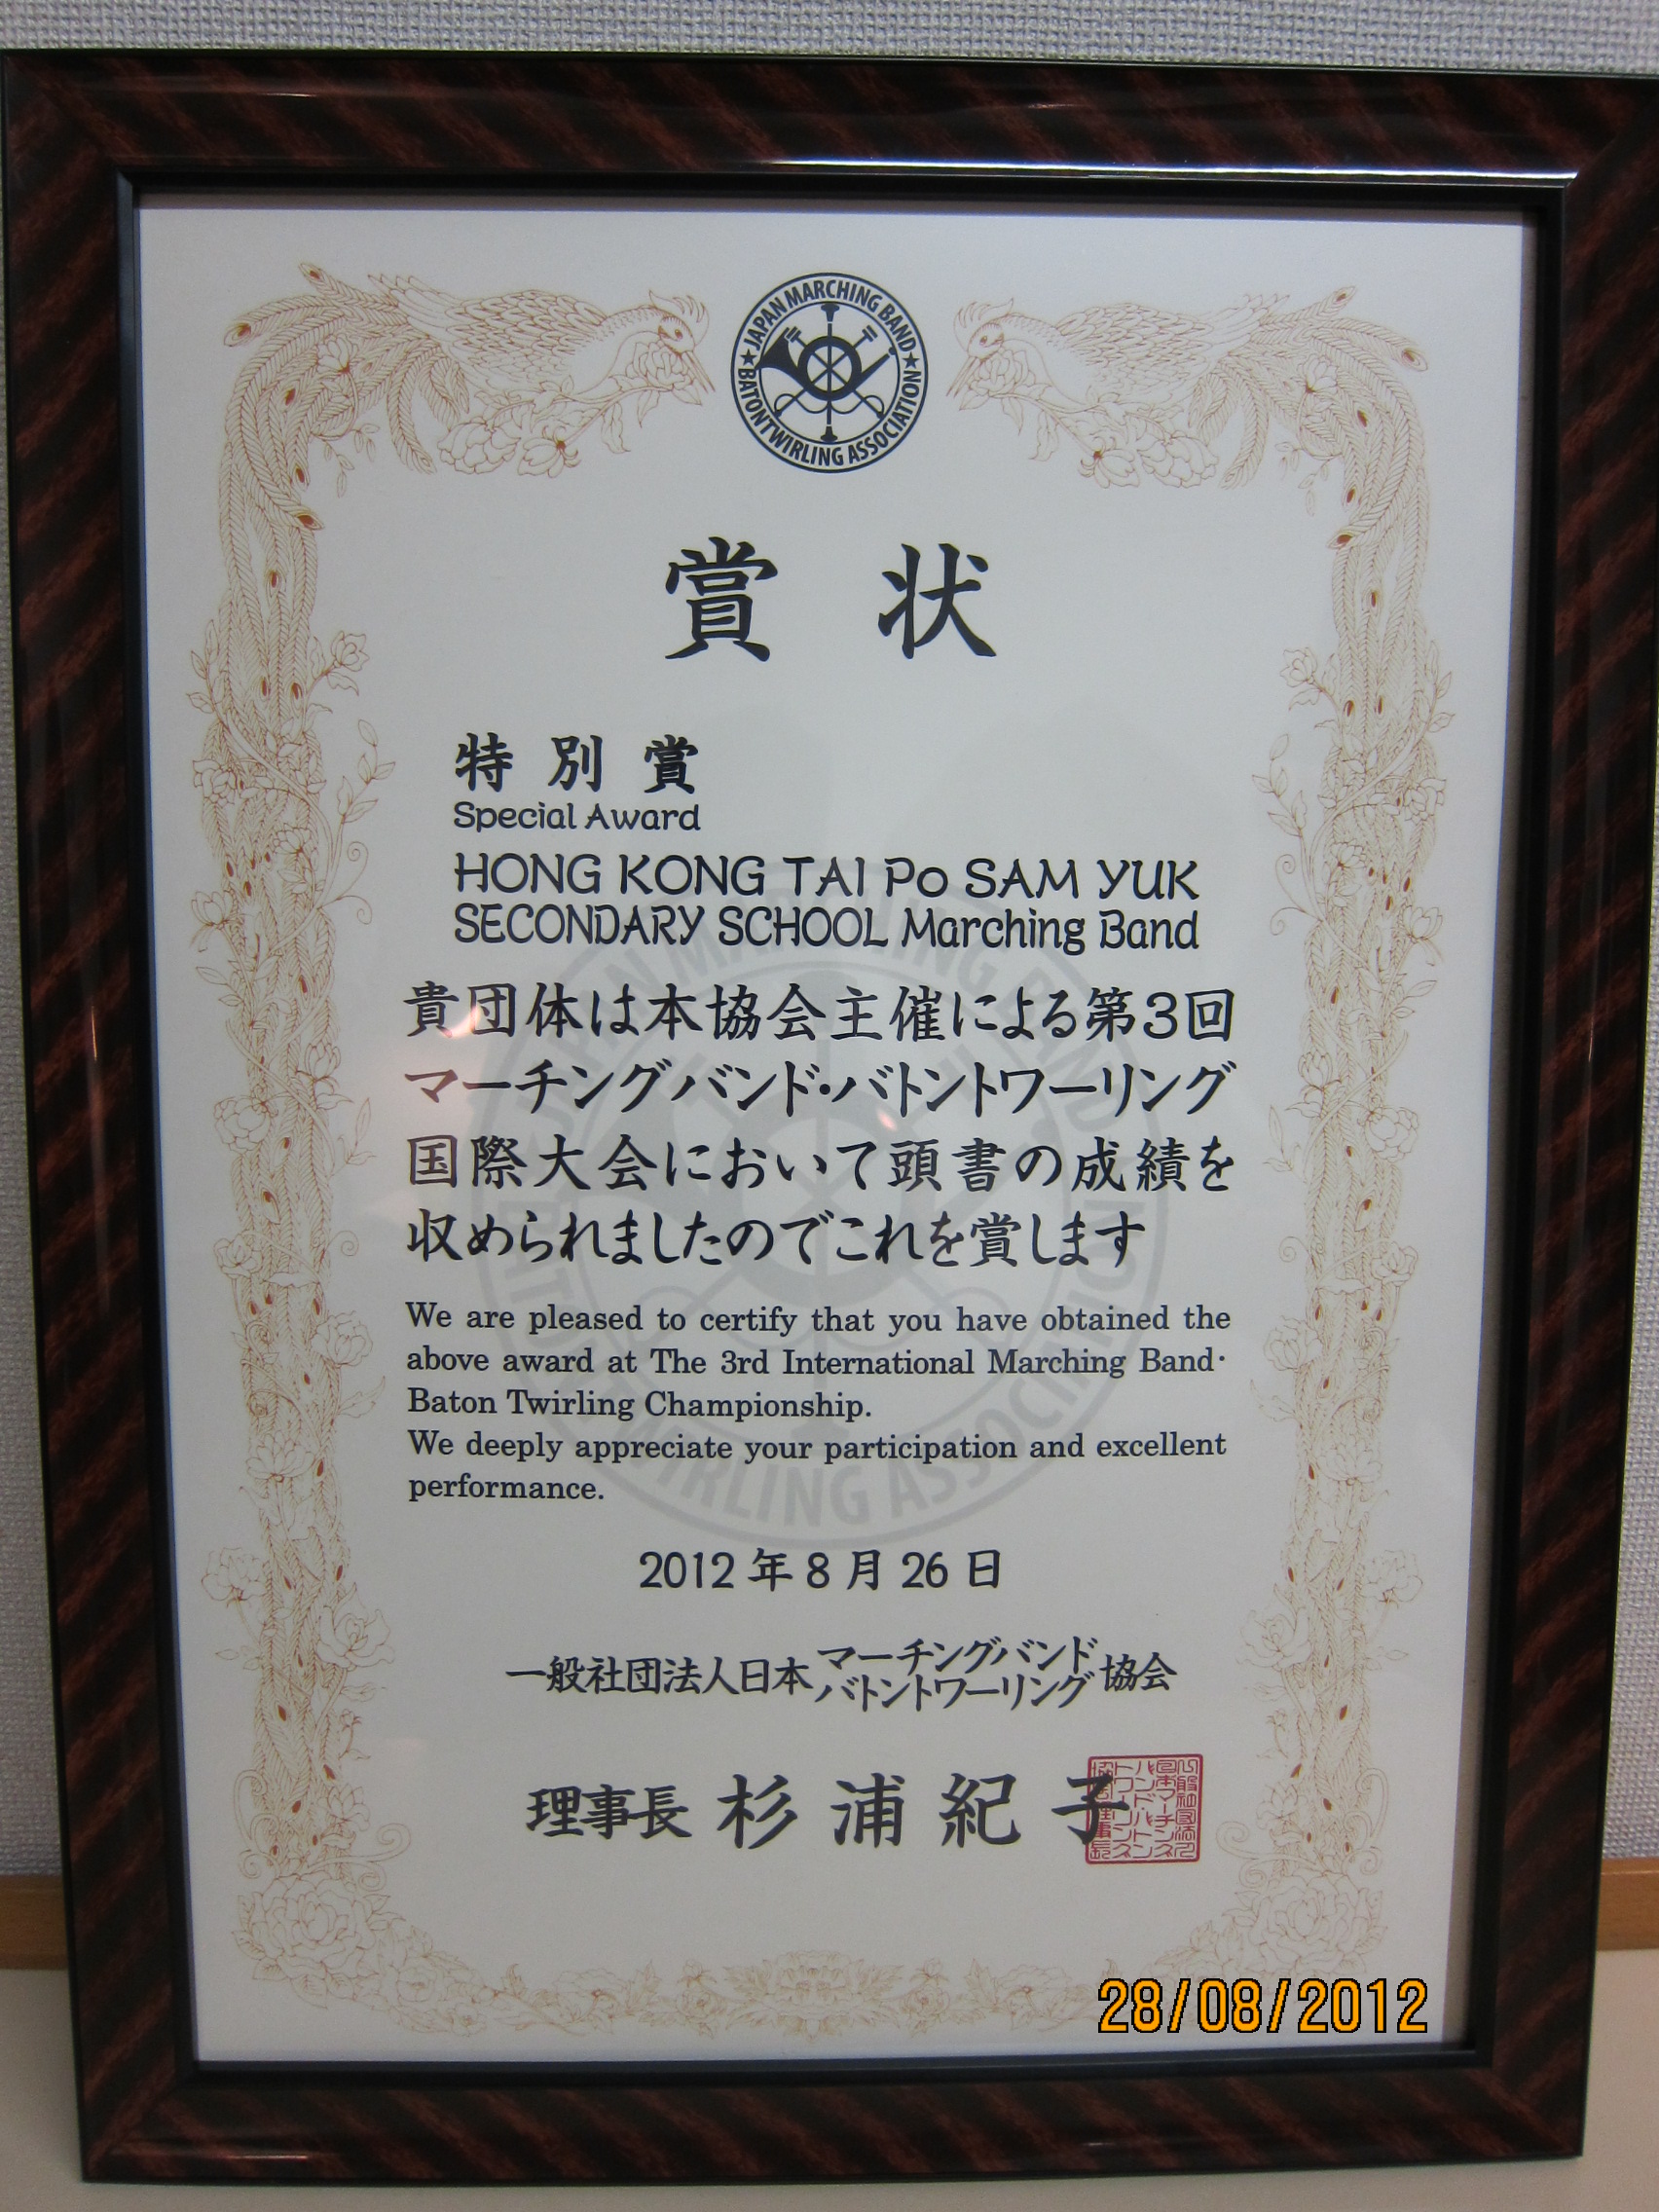 JAPAN MARCHING BAND
BATONTWIRLING ASSOCIATION
賞状
特別賞
Special Award
HONG KONG TAI Po SAM YUK
SECONDARY SCHOOL Marching Band
貴団体は本協会主催による第3回
マーチングバンド・バトントワーリング
国際大会において頭書の成績を
収められましたのでこれを賞します
We are pleased to certify that you have obtained the
above award at The 3rd International Marching Band·
Baton Twirling Championship.
We deeply appreciate your participation and excellent
performance.
2012年8月26日
一般社団法人日本マーチングバンド
バトントワーリング協会
理事長 杉浦紀子
28/08/2012